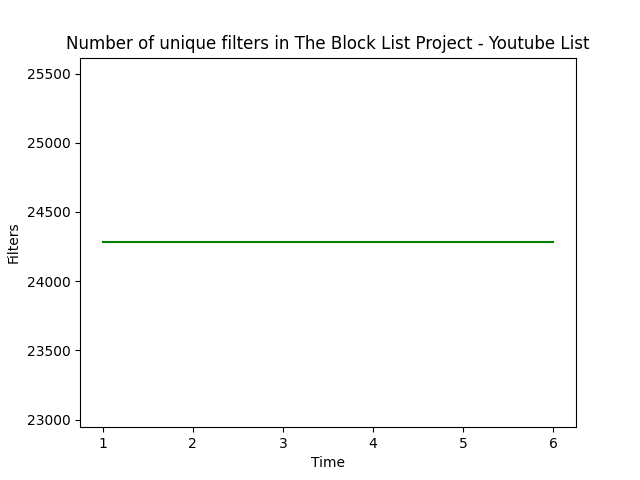 Number of unique filters in The Block List Project - Youtube List
25500
25000
24500
24000
23500
23000
Filters
1 2 3 4 5 6
Time